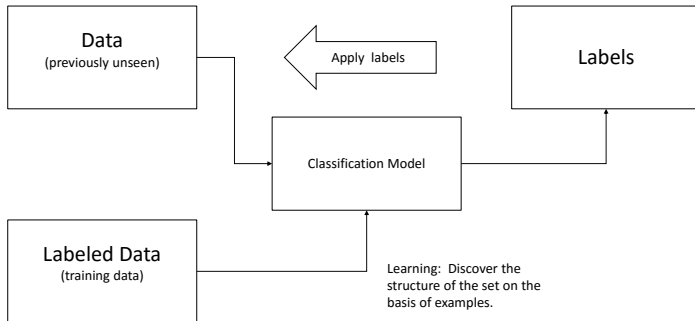 Data
(previously unseen)
Apply labels
Labels
Classification Model
Labeled Data
(training data)
Learning: Discover the
structure of the set on the
basis of examples.